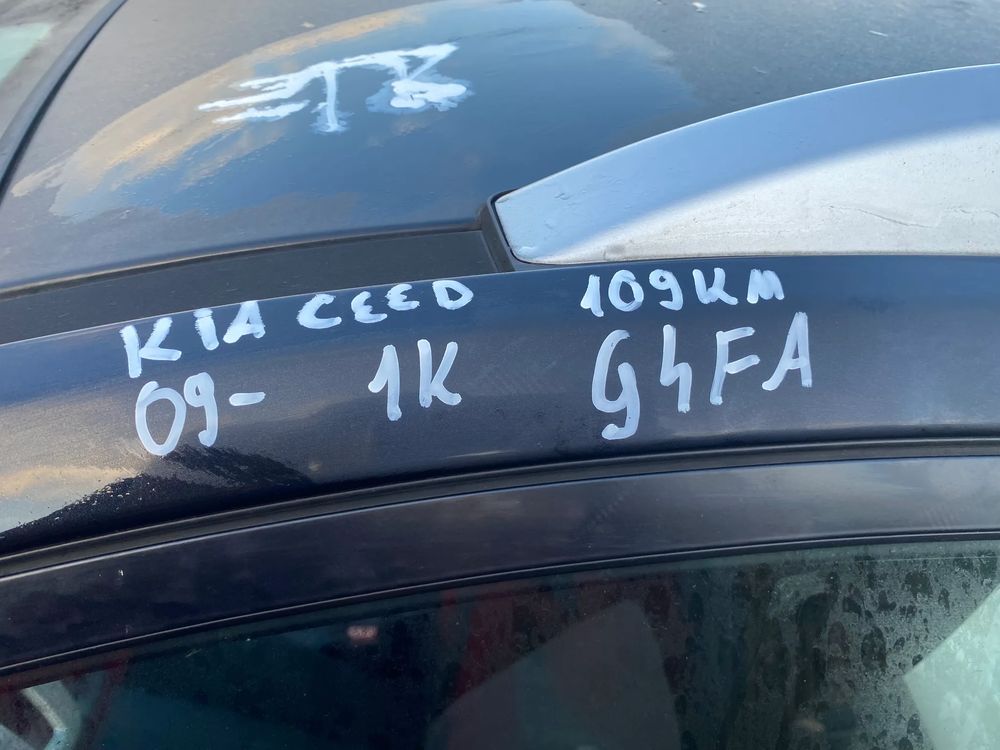 KIA CEED 109KM
09- 1K G4FA